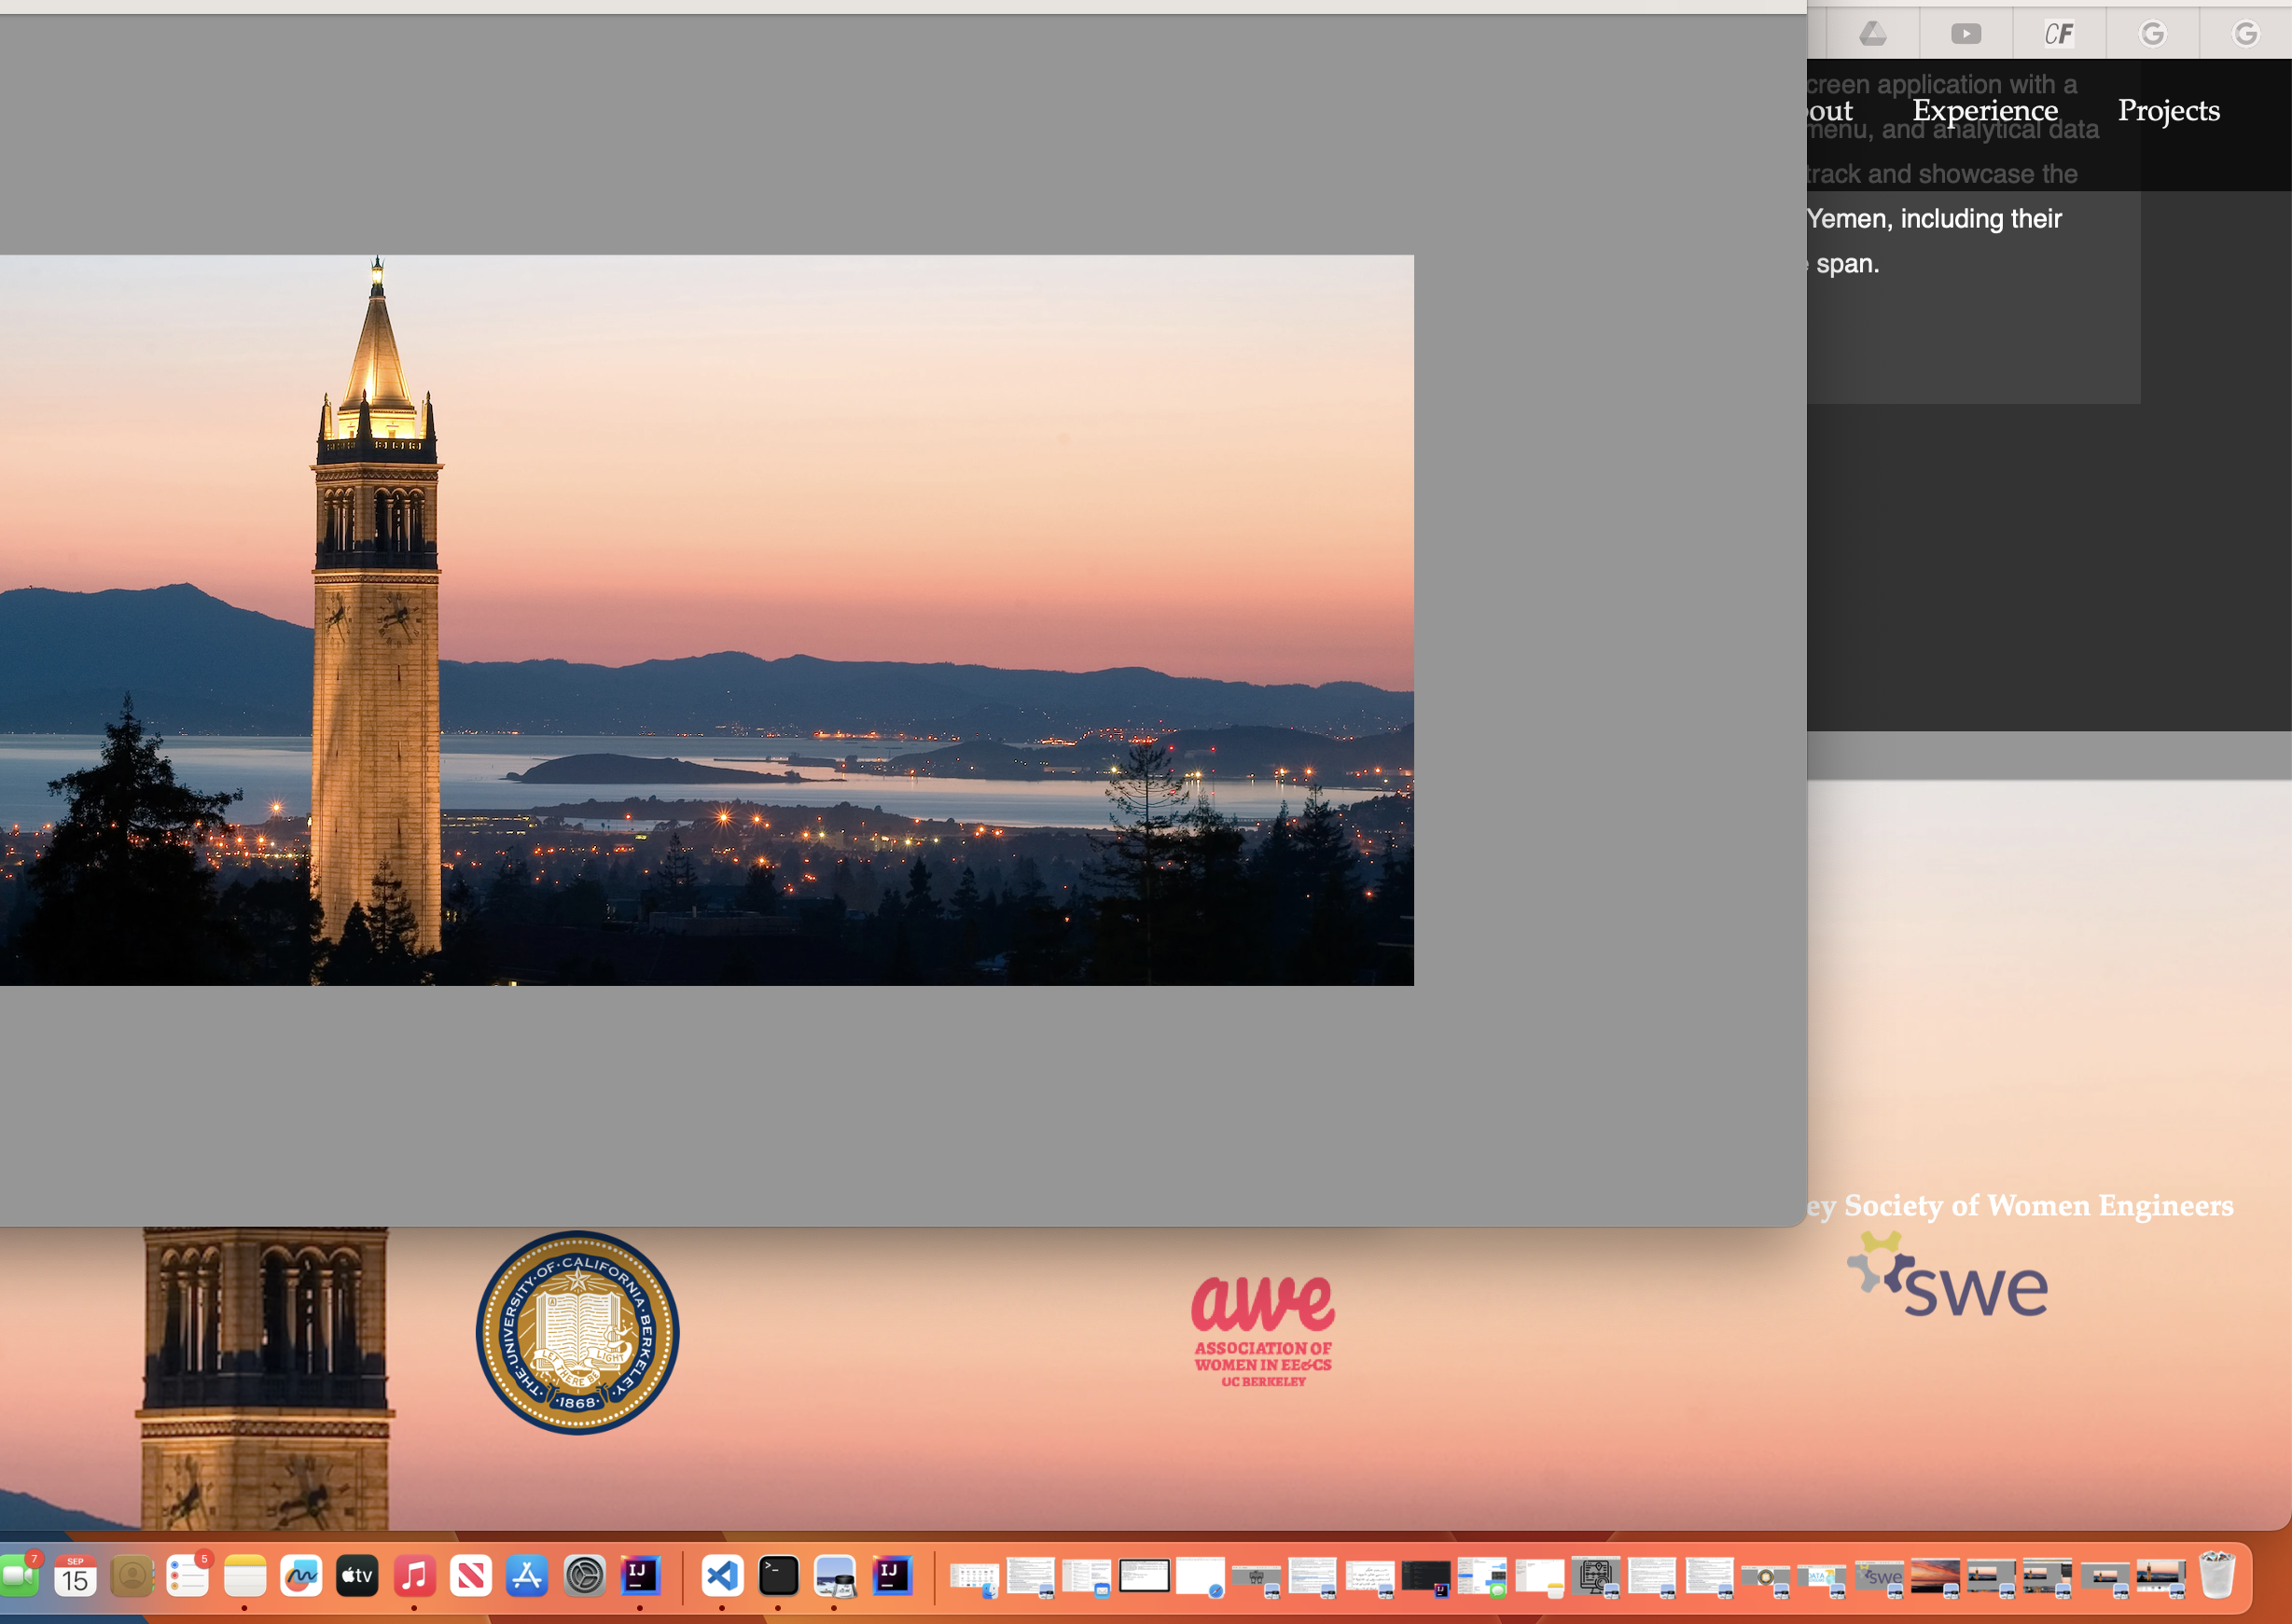 creen application with a
out Experience Projects
menu, and analytical data
track and showcase the
Yemen, including their
span.
ey Society of Women Engineers
swe
THE·UNIVERSITY·OF·CALIFORNIA·BERKELEY
LET THERE BE LIGHT
·1868·
awe
ASSOCIATION OF
WOMEN IN EE&CS
UC BERKELEY
7
SEP
15
5
tv
IJ
>_
IJ